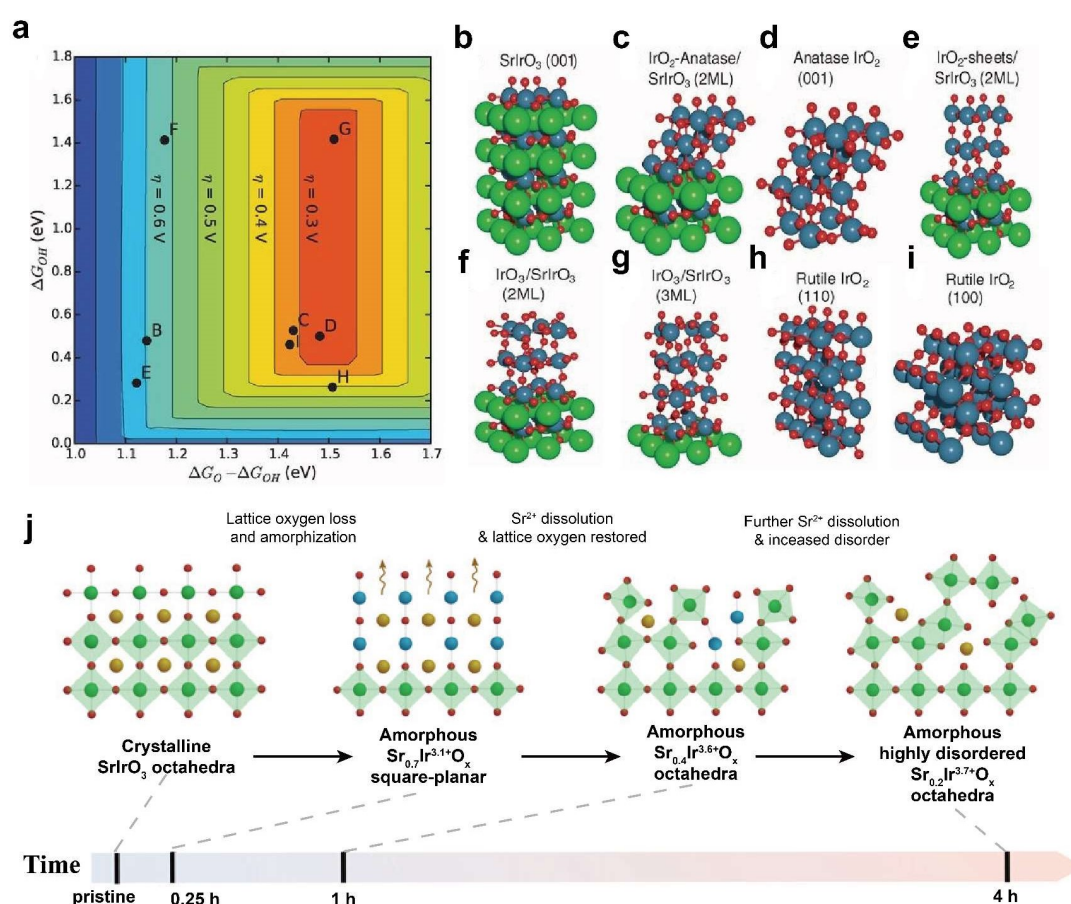 a
1.8
1.6
1.4
1.2
1.0
0.8
0.6
0.4
0.2
0.0
ΔG_OH (eV)
1.0 1.1 1.2 1.3 1.4 1.5 1.6 1.7
ΔG_O − ΔG_OH (eV)
η = 0.6 V
η = 0.5 V
η = 0.4 V
η = 0.3 V
F
G
B
E
C
I
D
H
b
SrIrO₃ (001)
c
IrO₂-Anatase/
SrIrO₃ (2ML)
d
Anatase IrO₂
(001)
e
IrO₂-sheets/
SrIrO₃ (2ML)
f
IrO₃/SrIrO₃
(2ML)
g
IrO₃/SrIrO₃
(3ML)
h
Rutile IrO₂
(110)
i
Rutile IrO₂
(100)
j
Lattice oxygen loss
and amorphization
Sr²⁺ dissolution
& lattice oxygen restored
Further Sr²⁺ dissolution
& inceased disorder
Crystalline
SrIrO₃ octahedra
Amorphous
Sr₀.₇Ir³·¹⁺Oₓ
square-planar
Amorphous
Sr₀.₄Ir³·⁶⁺Oₓ
octahedra
Amorphous
highly disordered
Sr₀.₂Ir³·⁷⁺Oₓ
octahedra
Time
pristine
0.25 h
1 h
4 h